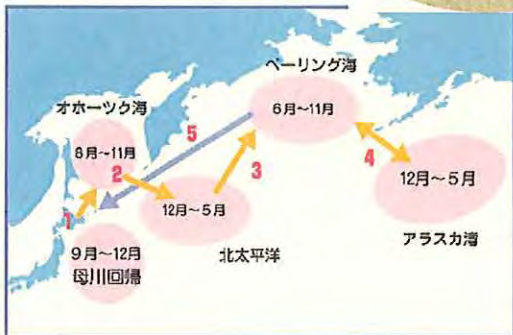 ベーリング海
6月～11月
オホーツク海
8月～11月
5
2
3
4
12月～5月
12月～5月
1
アラスカ湾
9月～12月
母川回帰
北太平洋